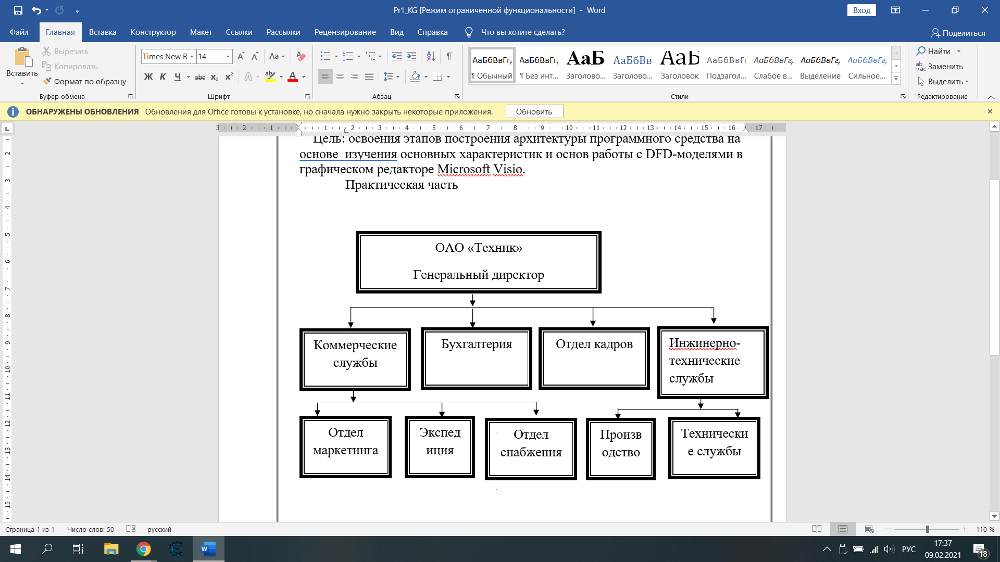 Pr1_KG [Режим ограниченной функциональности] - Word
Вход
Файл Главная Вставка Конструктор Макет Ссылки Рассылки Рецензирование Вид Справка Что вы хотите сделать? Поделиться
Вставить
Вырезать
Копировать
Формат по образцу
Буфер обмена
Times New R 14
Ж К Ч abc x₂ x²
Шрифт
Абзац
АаБбВвГг, АаБбВвГг, АаБ АаБбВв АаБ АаБбВвГг АаБбВвГг, АаБбВвГг, АаБбВвГг,
¶ Обычный ¶ Без инт... Заголово... Заголово... Заголовок Подзагол... Слабое в... Выделение Сильное...
Стили
Найти
Заменить
Выделить
Редактирование
ОБНАРУЖЕНЫ ОБНОВЛЕНИЯ Обновления для Office готовы к установке, но сначала нужно закрыть некоторые приложения. Обновить
3 2 1 1 2 3 4 5 6 7 8 9 10 11 12 13 14 15 16 17
Цель: освоения этапов построения архитектуры программного средства на
основе изучения основных характеристик и основ работы с DFD-моделями в
графическом редакторе Microsoft Visio.
Практическая часть
ОАО «Техник»
Генеральный директор
Коммерческие
службы
Бухгалтерия
Отдел кадров
Инжинерно-
технические
службы
Отдел
маркетинга
Экспед
иция
Отдел
снабжения
Произв
одство
Технически
е службы
Страница 1 из 1 Число слов: 50 русский 110 %
РУС
17:37
09.02.2021
18